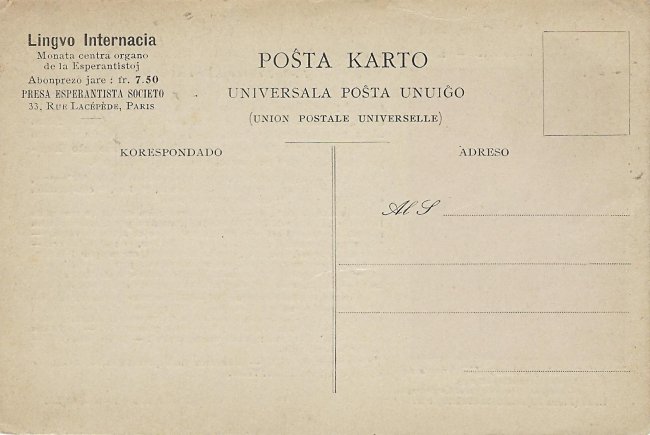 Lingvo Internacia
Monata centra organo
de la Esperantistoj
Abonprezo jare : fr. 7.50
PRESA ESPERANTISTA SOCIETO
33, RUE LACÉPÈDE, PARIS
POŜTA KARTO
UNIVERSALA POŜTA UNUIĜO
(UNION POSTALE UNIVERSELLE)
KORESPONDADO
ADRESO
Al S